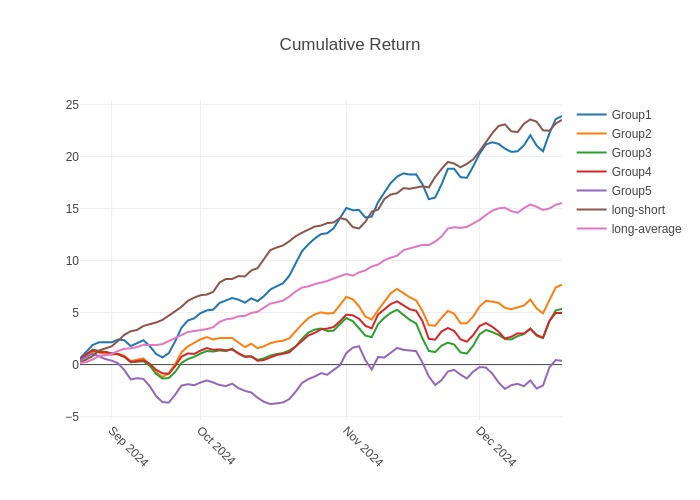 Cumulative Return
25
20
15
10
5
0
−5
Sep 2024
Oct 2024
Nov 2024
Dec 2024
Group1
Group2
Group3
Group4
Group5
long-short
long-average